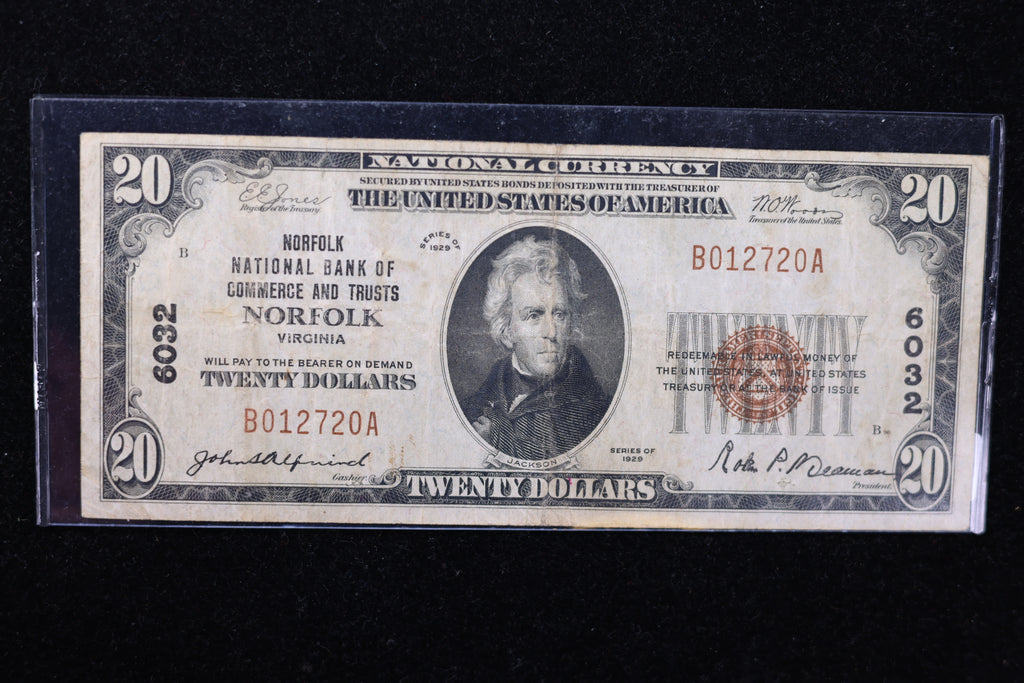 NATIONAL CURRENCY
SECURED BY UNITED STATES BONDS DEPOSITED WITH THE TREASURER OF
THE UNITED STATES OF AMERICA
20
20
E E Jones
Register of the Treasury.
W.O. Woods
Treasurer of the United States.
B
NORFOLK
NATIONAL BANK OF
COMMERCE AND TRUSTS
NORFOLK
VIRGINIA
WILL PAY TO THE BEARER ON DEMAND
TWENTY DOLLARS
SERIES OF
1929
B012720A
6032
6032
TWENTY
REDEEMABLE IN LAWFUL MONEY OF
THE UNITED STATES, AT UNITED STATES
TREASURY OR AT THE BANK OF ISSUE
B012720A
B
JACKSON
SERIES OF
1929
Cashier.
President.
20
TWENTY DOLLARS
20